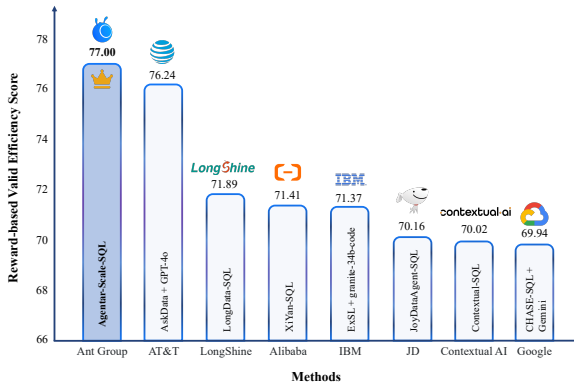 Reward-based Valid Efficiency Score
78
76
74
72
70
68
66
77.00
76.24
LongShine
71.89
71.41
IBM
71.37
70.16
contextual·ai
70.02
69.94
Agentar-Scale-SQL
AskData + GPT-4o
LongData-SQL
XiYan-SQL
ExSL + granite-34b-code
JoyDataAgent-SQL
Contextual-SQL
CHASE-SQL +
Gemini
Ant Group
AT&T
LongShine
Alibaba
IBM
JD
Contextual AI
Google
Methods